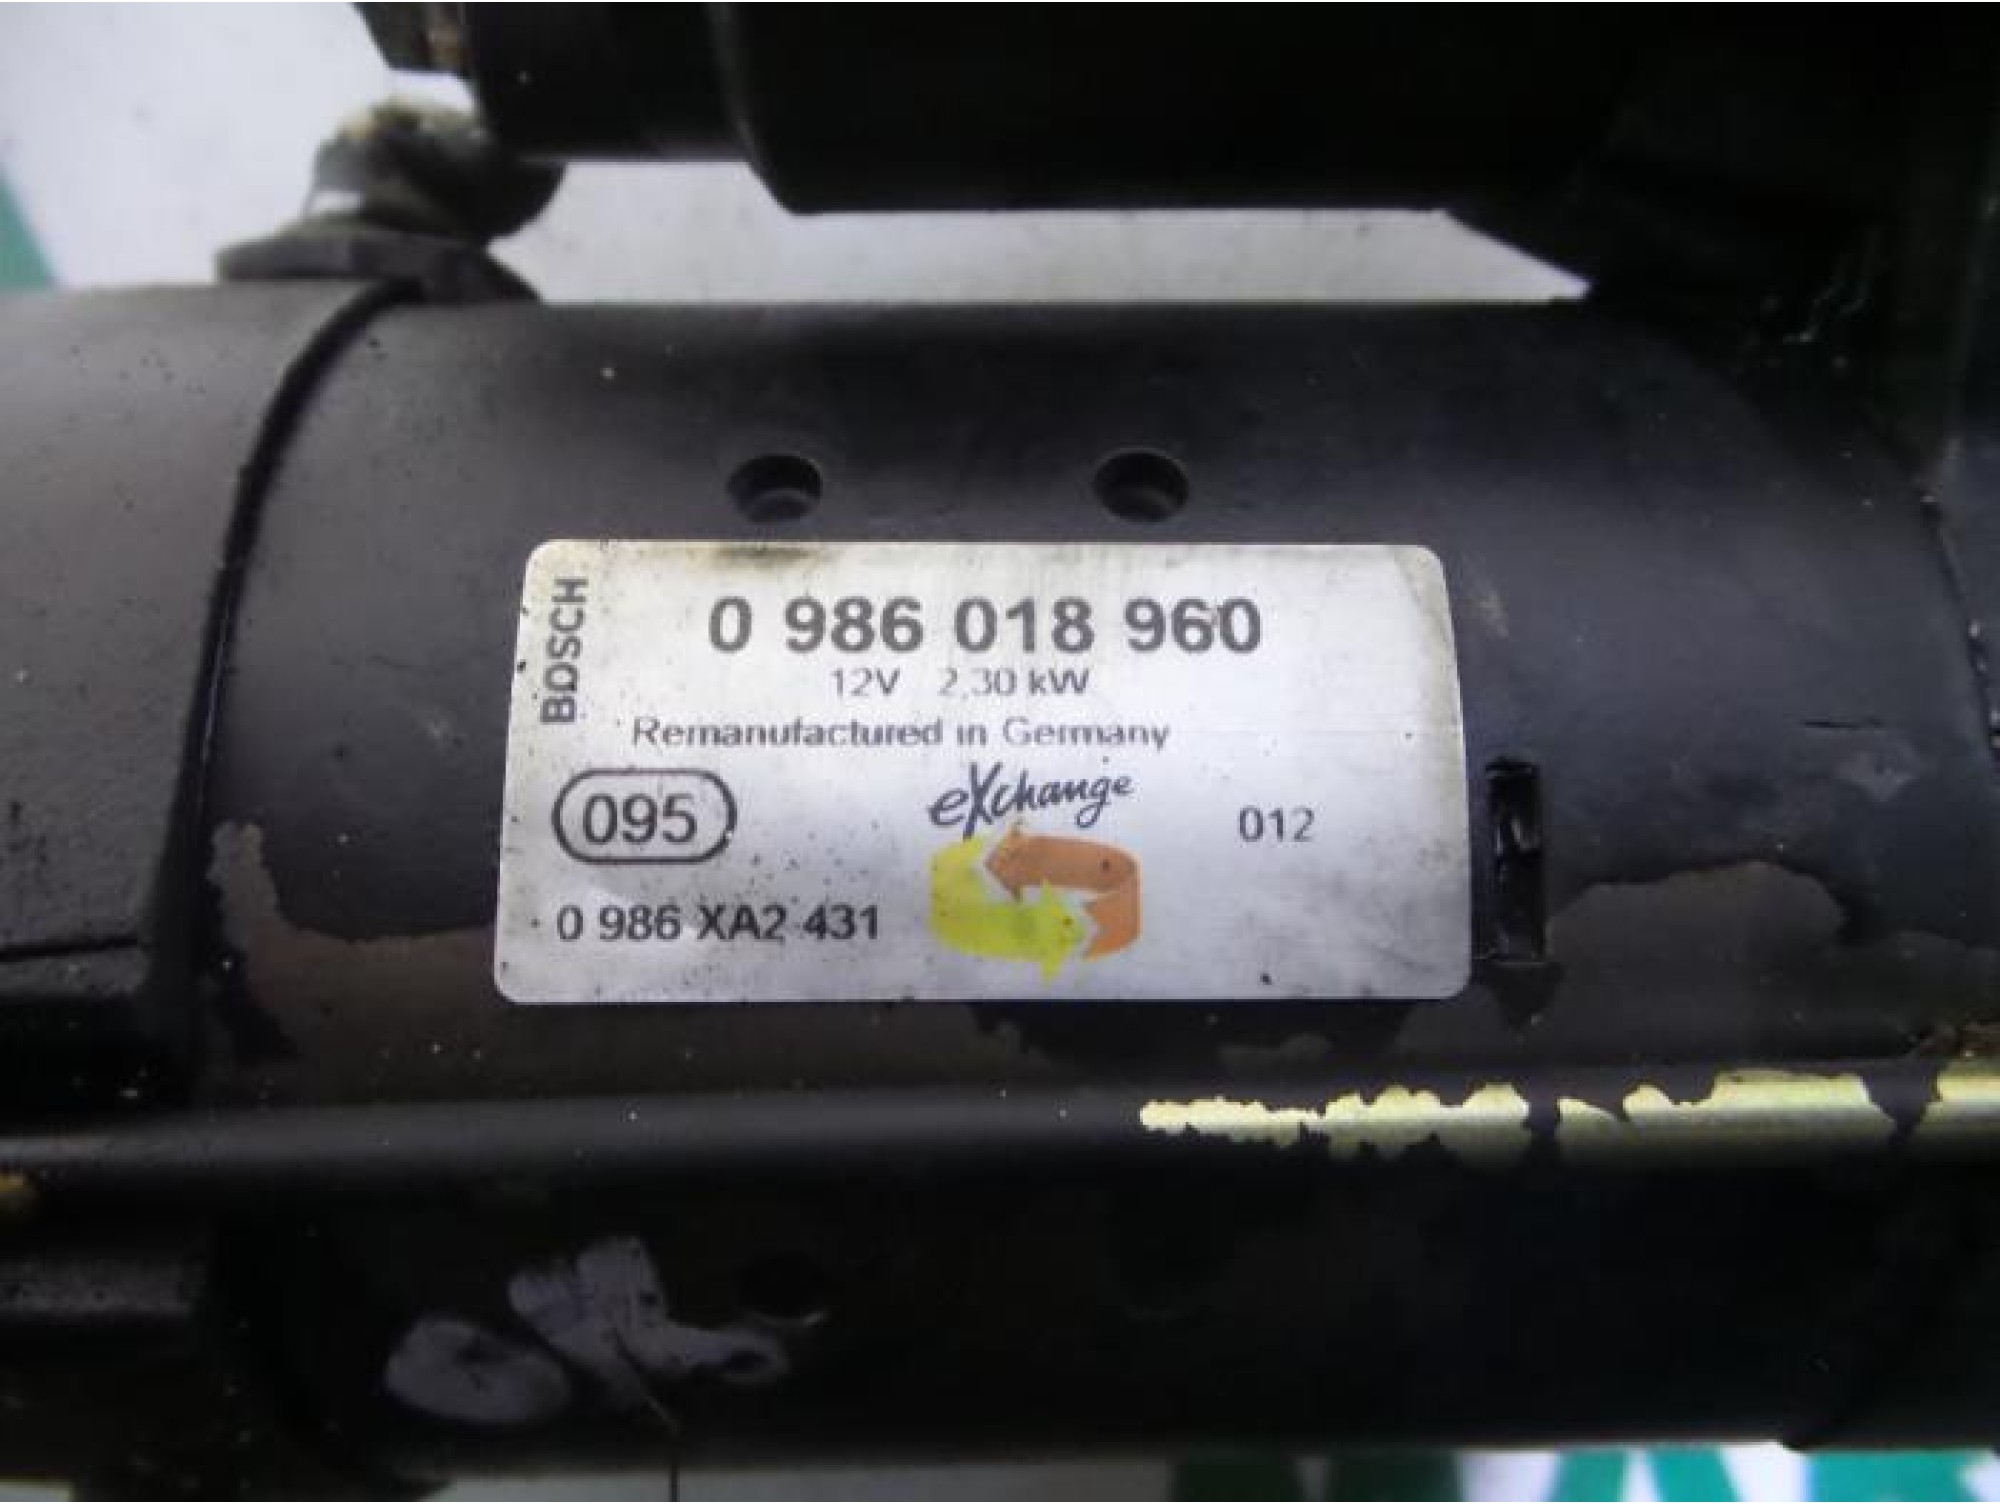 BOSCH
0 986 018 960
12V 2,30 kW
Remanufactured in Germany
eXchange
095
012
0 986 XA2 431